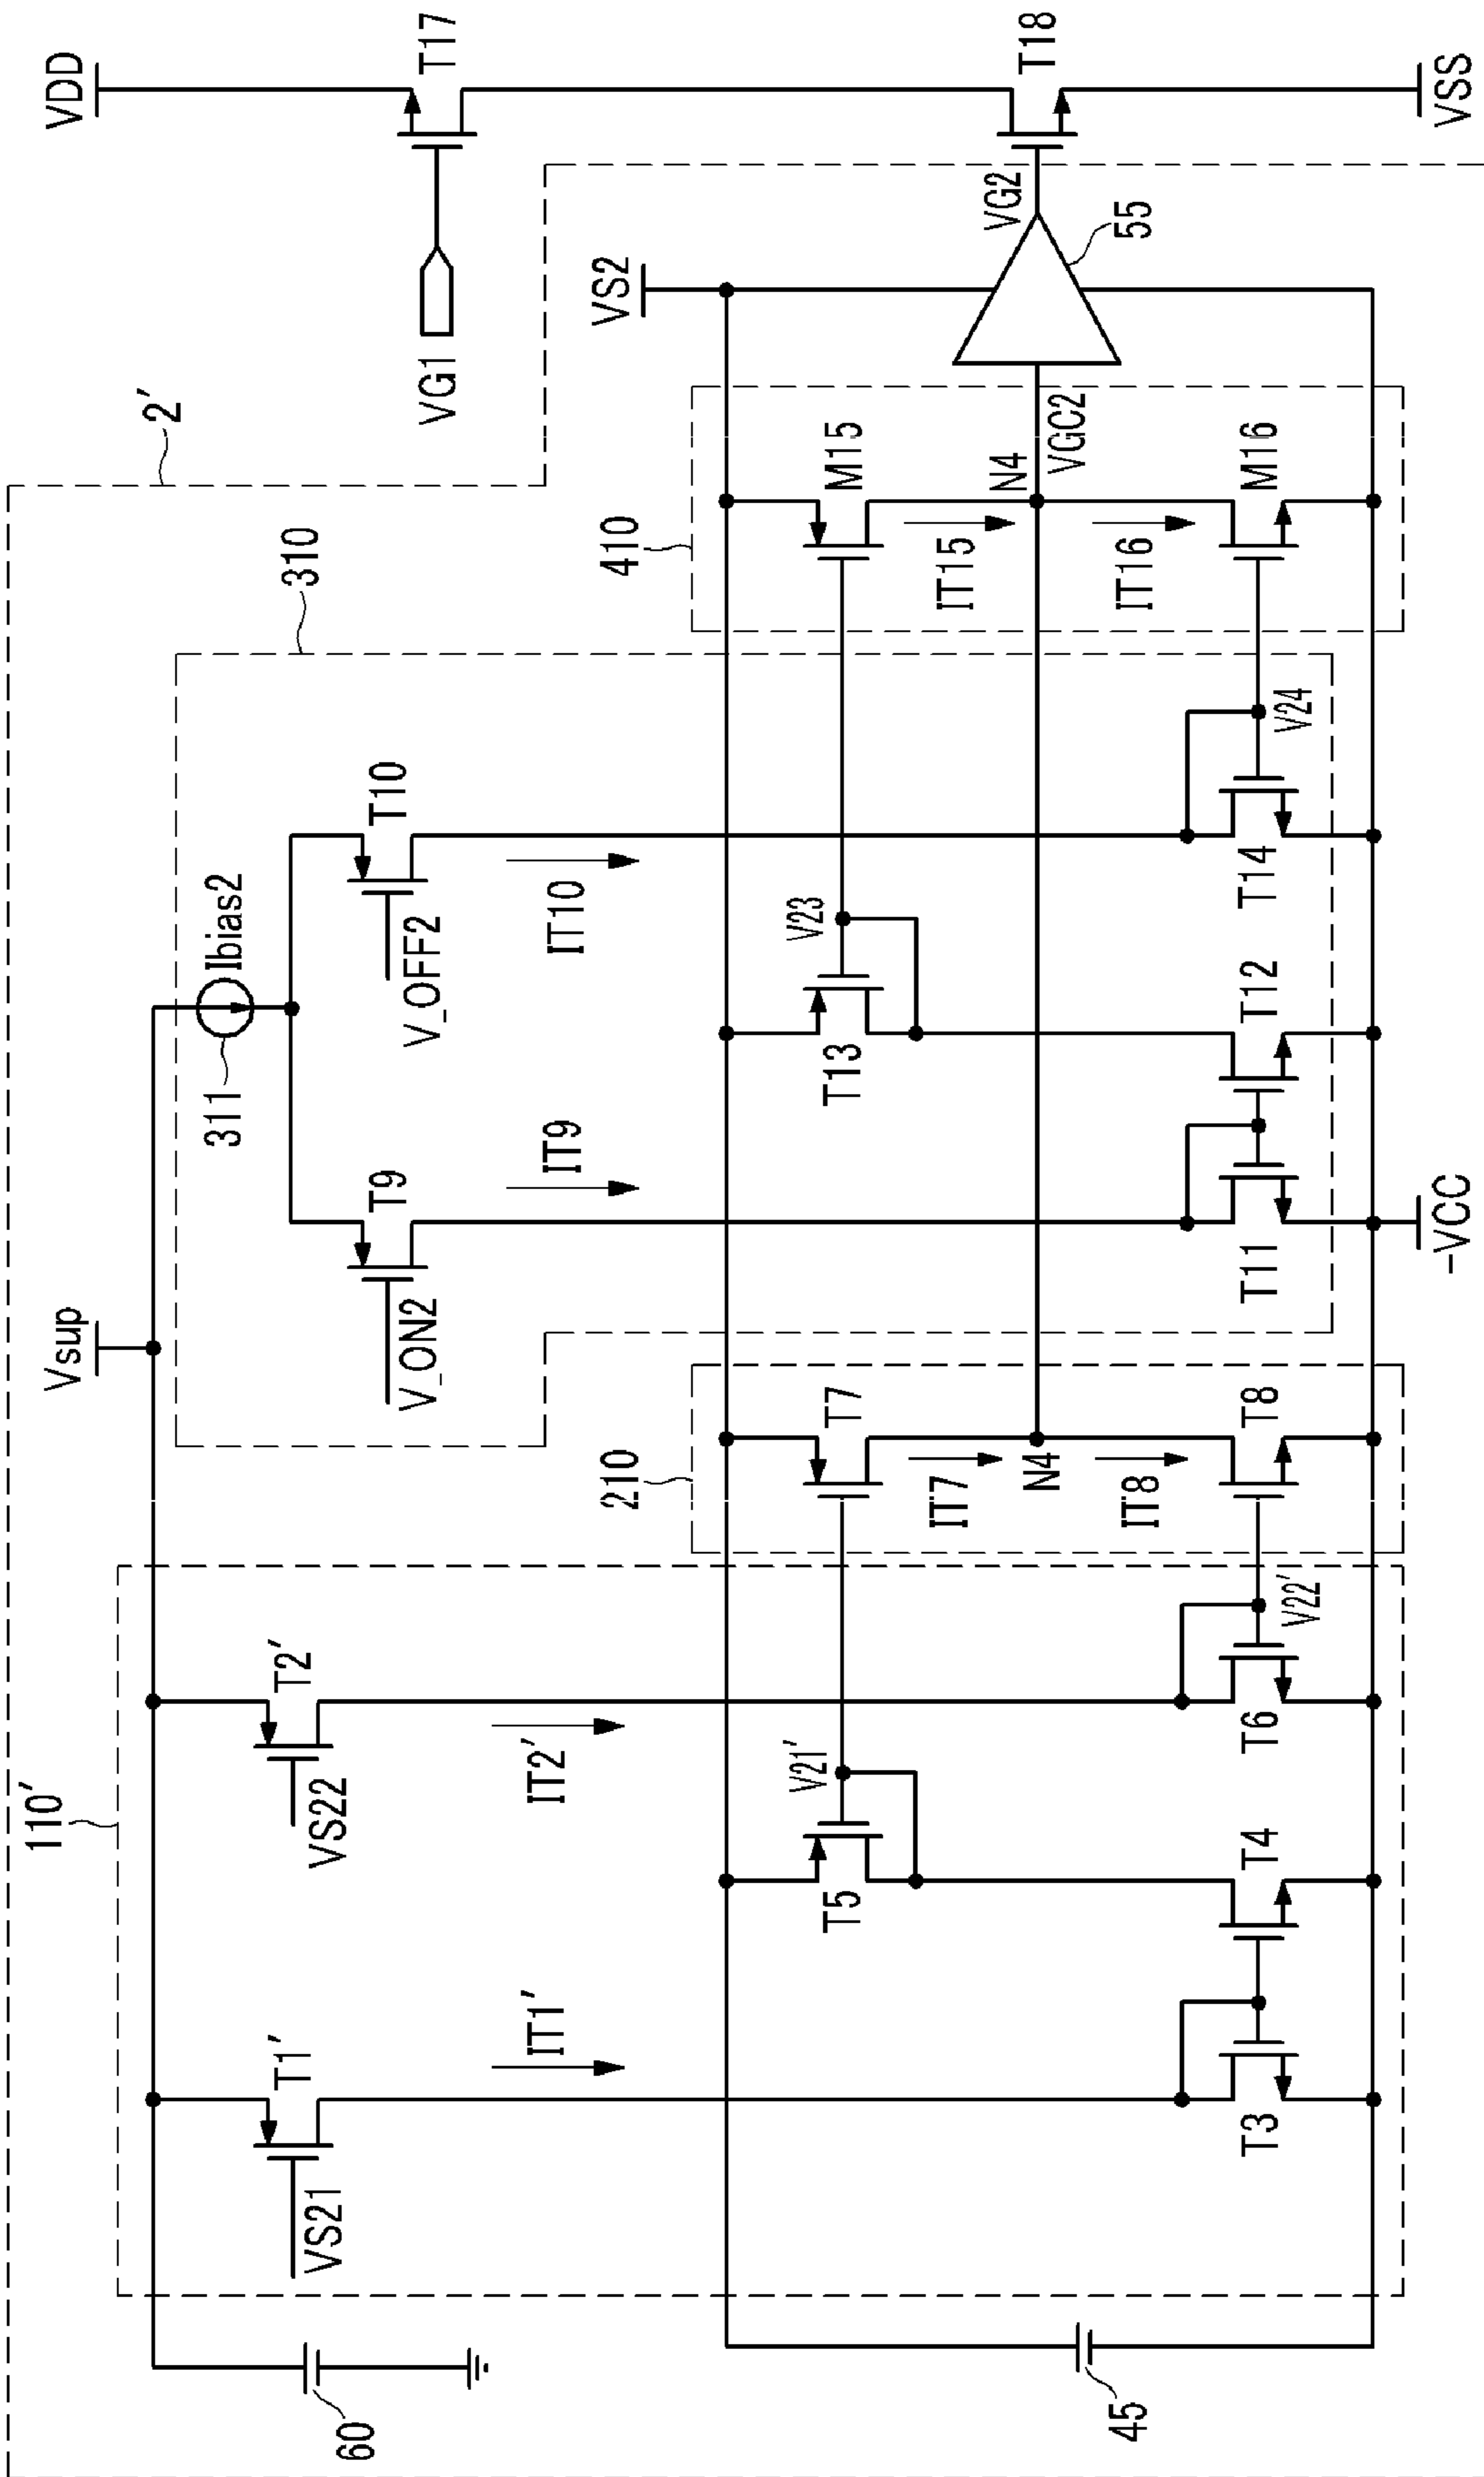 2'
110'
Vsup
310
VDD
T17
VG1
60
VS21
T1'
IT1'
VS22
T2'
IT2'
V_ON2
T9
IT9
311
Ibias2
V_OFF2
T10
IT10
210
410
VS2
T5
V21'
T7
IT7
N4
IT8
T13
V23
M15
IT15
N4
VGC2
IT16
VG2
55
T18
45
T3
T4
T6
V22'
T8
T11
T12
T14
V24
M16
-VCC
VSS